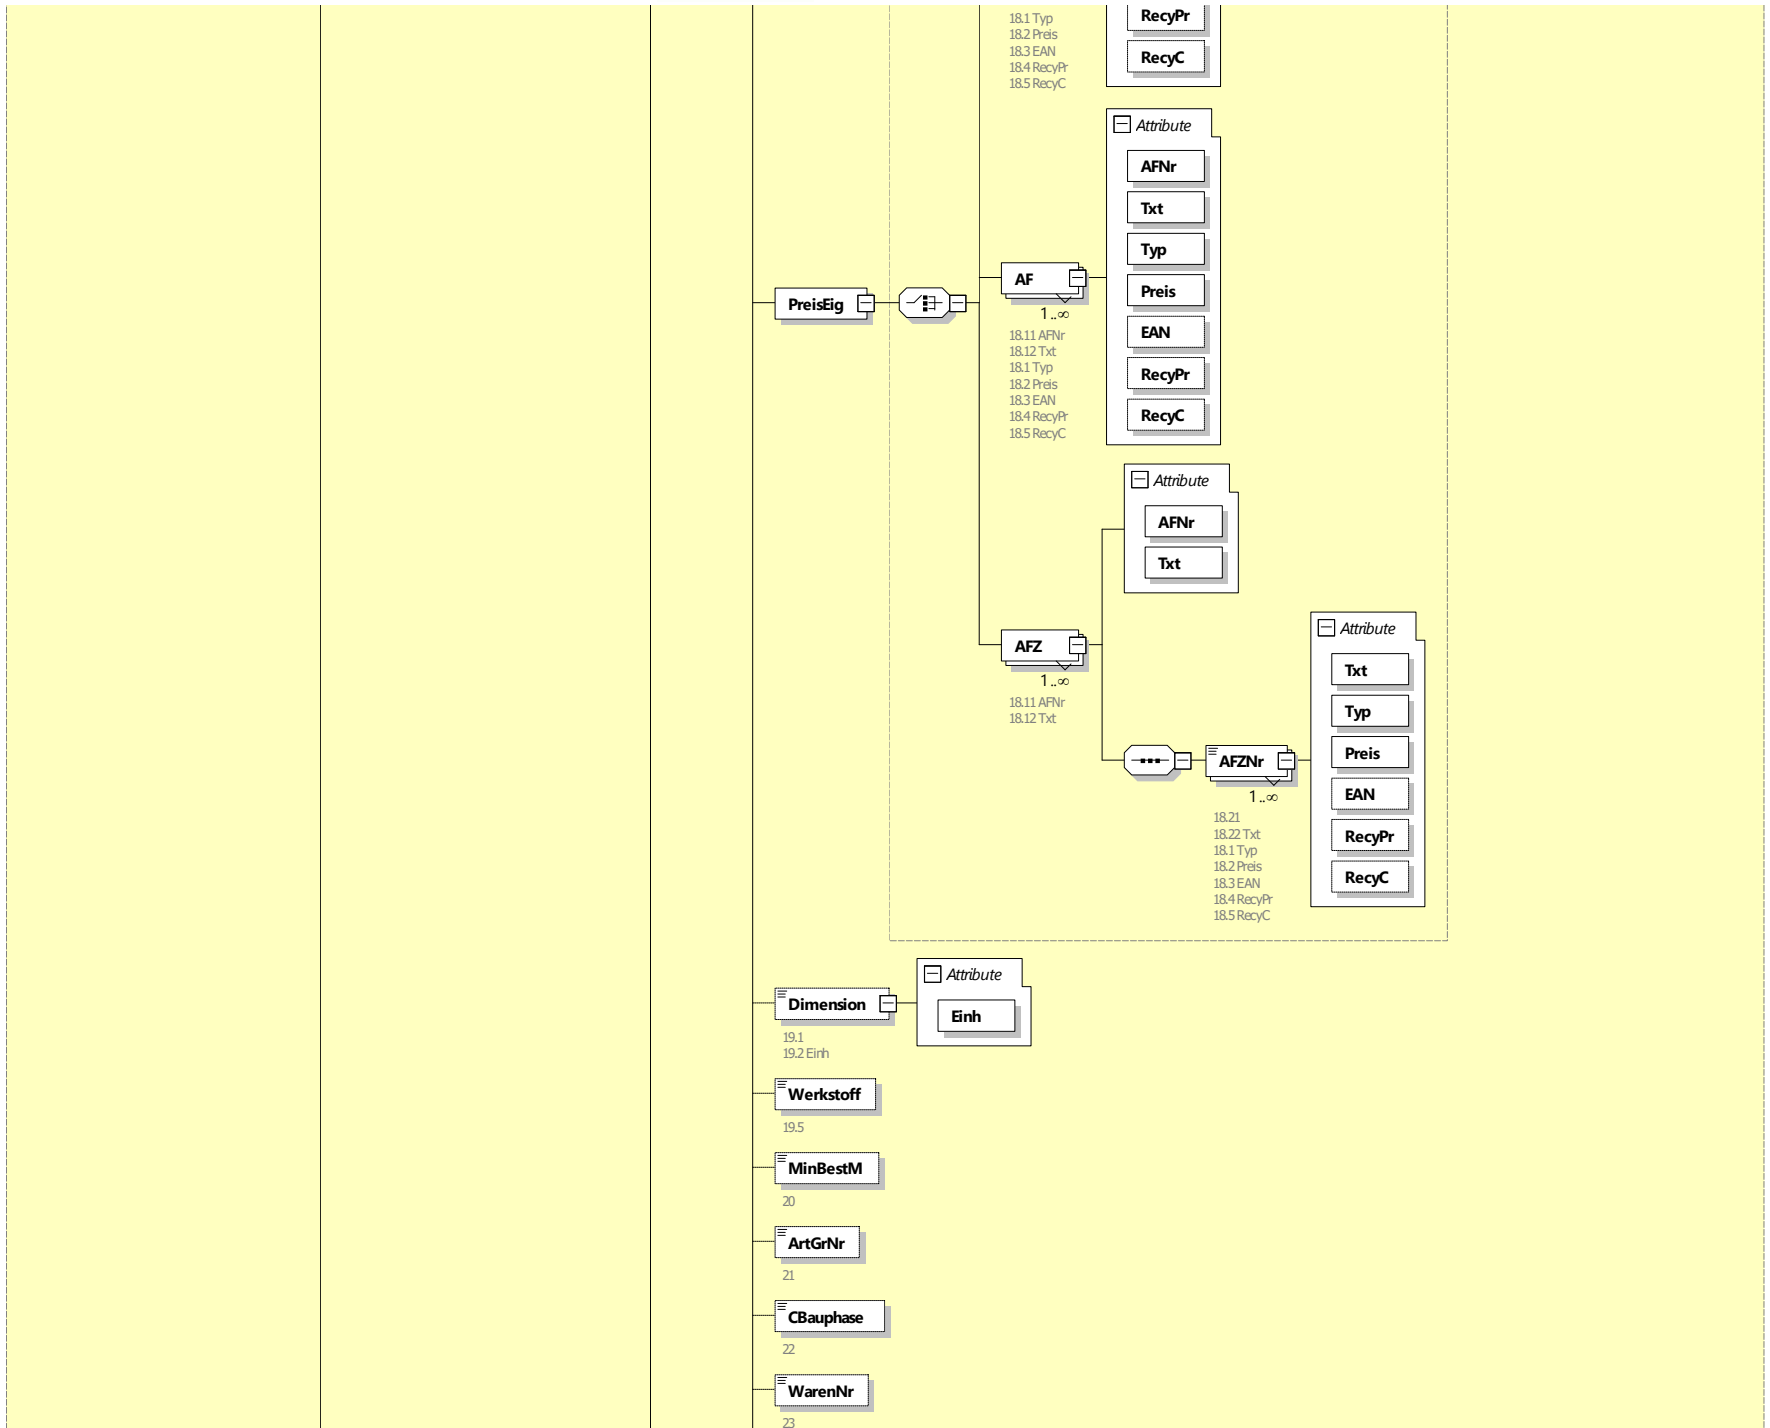 18.1 Typ
18.2 Preis
18.3 EAN
18.4 RecyPr
18.5 RecyC
RecyPr
RecyC
Attribute
AFNr
Txt
Typ
Preis
EAN
RecyPr
RecyC
PreisEig
AF
1..∞
18.11 AFNr
18.12 Txt
18.1 Typ
18.2 Preis
18.3 EAN
18.4 RecyPr
18.5 RecyC
Attribute
AFNr
Txt
AFZ
1..∞
18.11 AFNr
18.12 Txt
Attribute
Txt
Typ
Preis
EAN
RecyPr
RecyC
AFZNr
1..∞
18.21
18.22 Txt
18.1 Typ
18.2 Preis
18.3 EAN
18.4 RecyPr
18.5 RecyC
Dimension
19.1
19.2 Einh
Attribute
Einh
Werkstoff
19.5
MinBestM
20
ArtGrNr
21
CBauphase
22
WarenNr
23